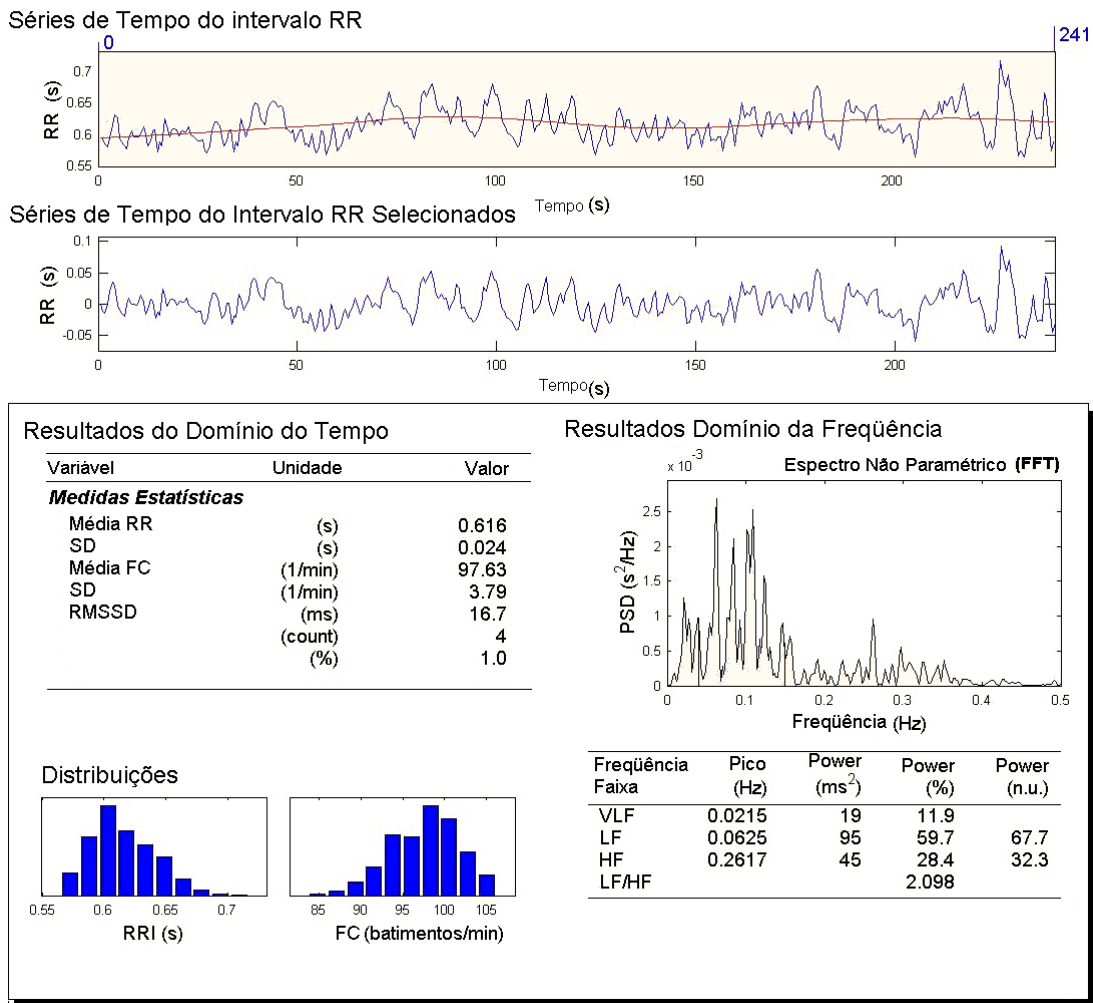 Séries de Tempo do intervalo RR
0 241
RR (s)
0.7
0.65
0.6
0.55
0 50 100 150 200
Tempo (s)
Séries de Tempo do Intervalo RR Selecionados
RR (s)
0.1
0.05
0
-0.05
0 50 100 150 200
Tempo(s)
Resultados do Domínio do Tempo
Variável Unidade Valor
Medidas Estatísticas
Média RR (s) 0.616
SD (s) 0.024
Média FC (1/min) 97.63
SD (1/min) 3.79
RMSSD (ms) 16.7
(count) 4
(%) 1.0
Distribuições
0.55 0.6 0.65 0.7
RRI (s)
85 90 95 100 105
FC (batimentos/min)
Resultados Domínio da Freqüência
x 10-3 Espectro Não Paramétrico (FFT)
PSD (s2/Hz)
2.5
2
1.5
1
0.5
0
0 0.1 0.2 0.3 0.4 0.5
Freqüência (Hz)
Freqüência Pico Power Power Power
Faixa (Hz) (ms2) (%) (n.u.)
VLF 0.0215 19 11.9
LF 0.0625 95 59.7 67.7
HF 0.2617 45 28.4 32.3
LF/HF 2.098